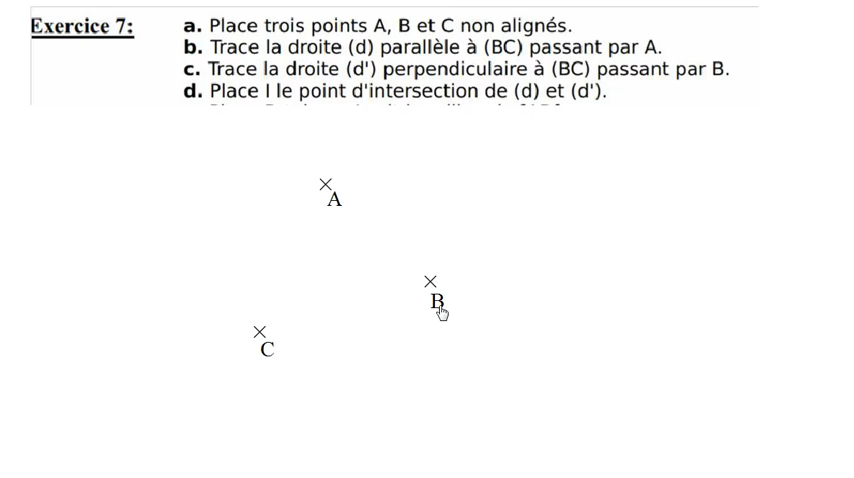 Exercice 7: a. Place trois points A, B et C non alignés.
b. Trace la droite (d) parallèle à (BC) passant par A.
c. Trace la droite (d') perpendiculaire à (BC) passant par B.
d. Place I le point d'intersection de (d) et (d').
A
B
C